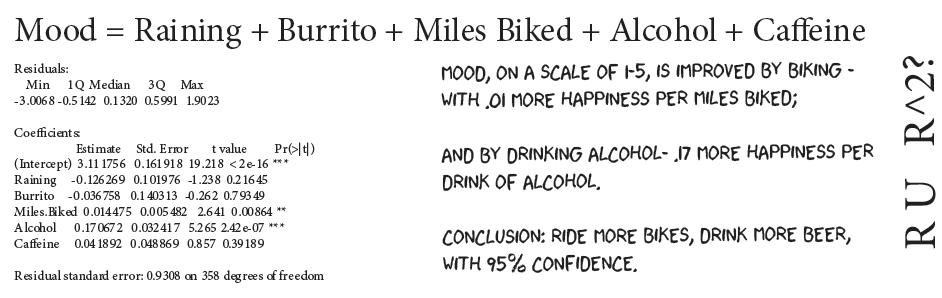 Mood = Raining + Burrito + Miles Biked + Alcohol + Caffeine
Residuals:
Min 1Q Median 3Q Max
-3.0068 -0.5142 0.1320 0.5991 1.9023
Coefficients:
Estimate Std. Error t value Pr(>|t|)
(Intercept) 3.111756 0.161918 19.218 < 2e-16 ***
Raining -0.126269 0.101976 -1.238 0.21645
Burrito -0.036758 0.140313 -0.262 0.79349
Miles.Biked 0.014475 0.005482 2.641 0.00864 **
Alcohol 0.170672 0.032417 5.265 2.42e-07 ***
Caffeine 0.041892 0.048869 0.857 0.39189
Residual standard error: 0.9308 on 358 degrees of freedom
MOOD, ON A SCALE OF 1-5, IS IMPROVED BY BIKING -
WITH .01 MORE HAPPINESS PER MILES BIKED;
AND BY DRINKING ALCOHOL- .17 MORE HAPPINESS PER
DRINK OF ALCOHOL.
CONCLUSION: RIDE MORE BIKES, DRINK MORE BEER,
WITH 95% CONFIDENCE.
R U R^2?